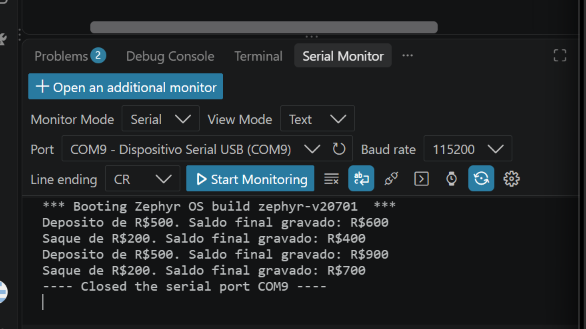 Problems 2 Debug Console Terminal Serial Monitor ...
+ Open an additional monitor
Monitor Mode Serial View Mode Text
Port COM9 - Dispositivo Serial USB (COM9) Baud rate 115200
Line ending CR Start Monitoring
*** Booting Zephyr OS build zephyr-v20701 ***
Deposito de R$500. Saldo final gravado: R$600
Saque de R$200. Saldo final gravado: R$400
Deposito de R$500. Saldo final gravado: R$900
Saque de R$200. Saldo final gravado: R$700
---- Closed the serial port COM9 ----